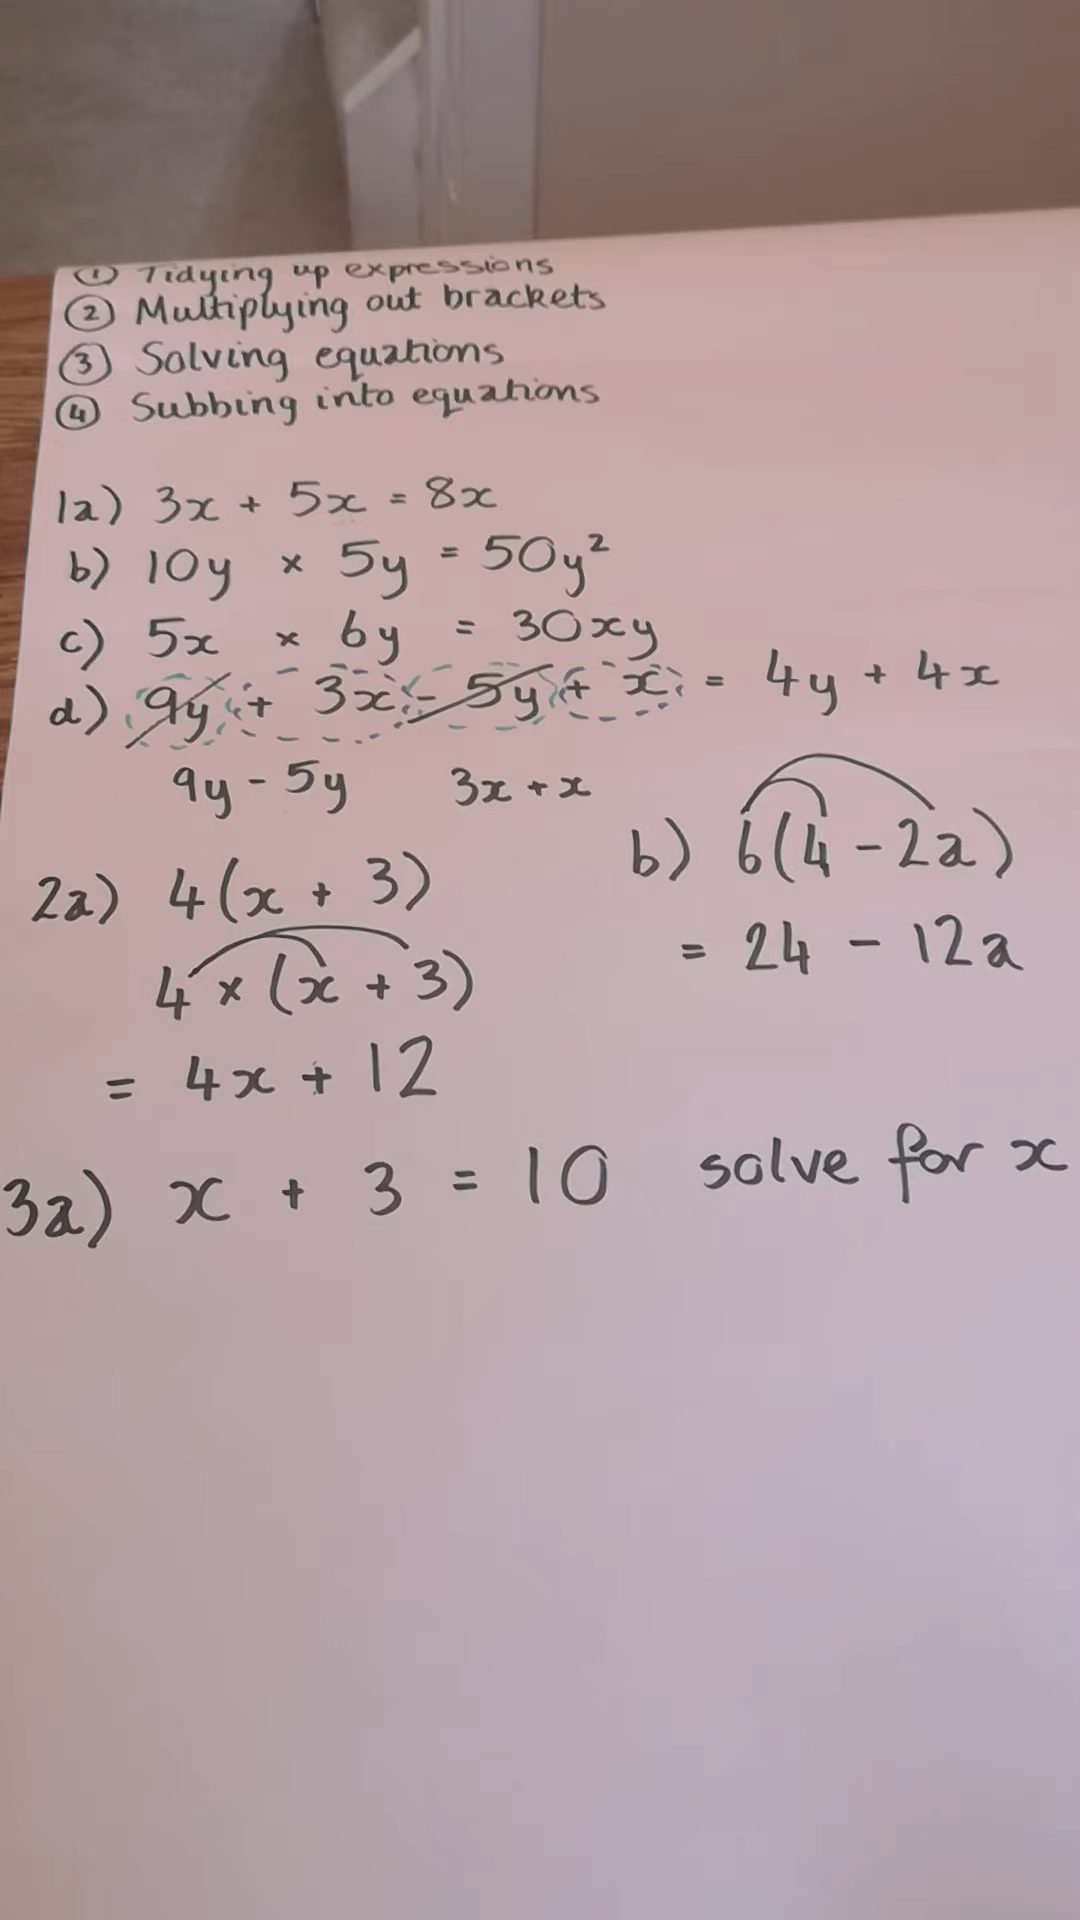 ① Tidying up expressions
② Multiplying out brackets
③ Solving equations
④ Subbing into equations
1a) 3x + 5x = 8x
b) 10y × 5y = 50y²
c) 5x × 6y = 30xy
d) 9y + 3x - 5y + x = 4y + 4x
9y - 5y 3x + x
2a) 4(x + 3)
4 × (x + 3)
= 4x + 12
b) 6(4 - 2a)
= 24 - 12a
3a) x + 3 = 10 solve for x